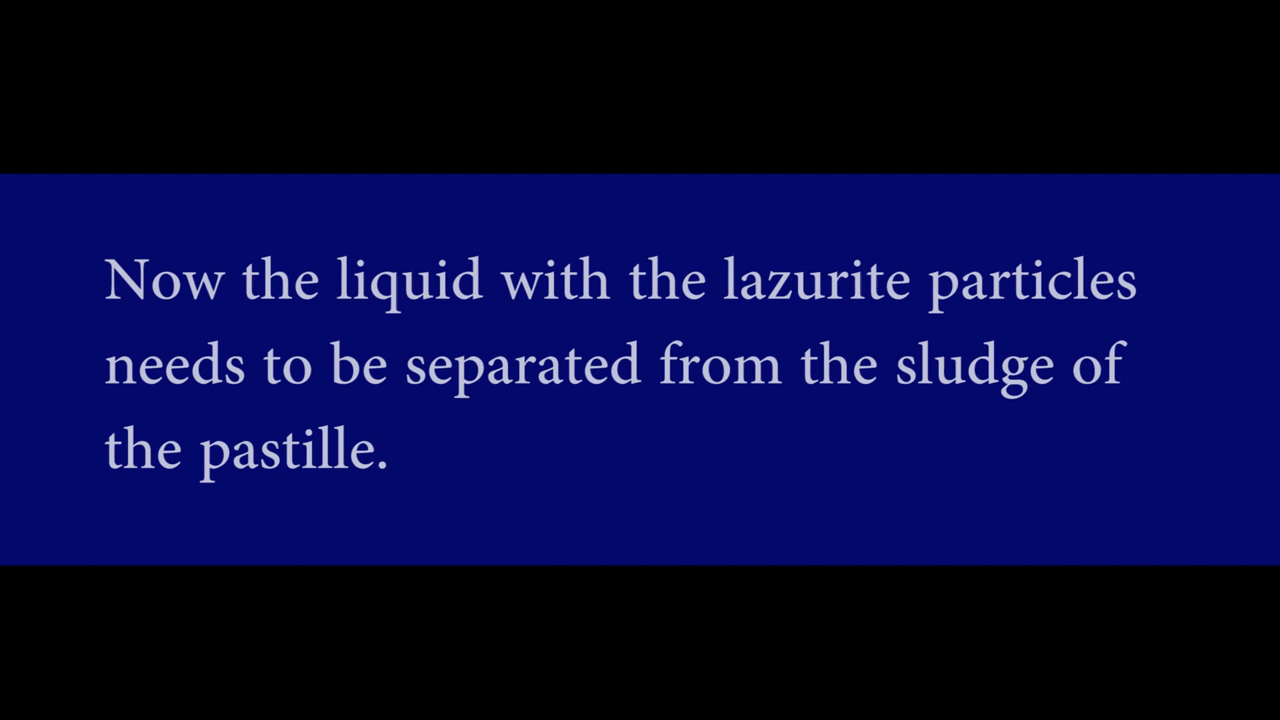 Now the liquid with the lazurite particles
needs to be separated from the sludge of
the pastille.